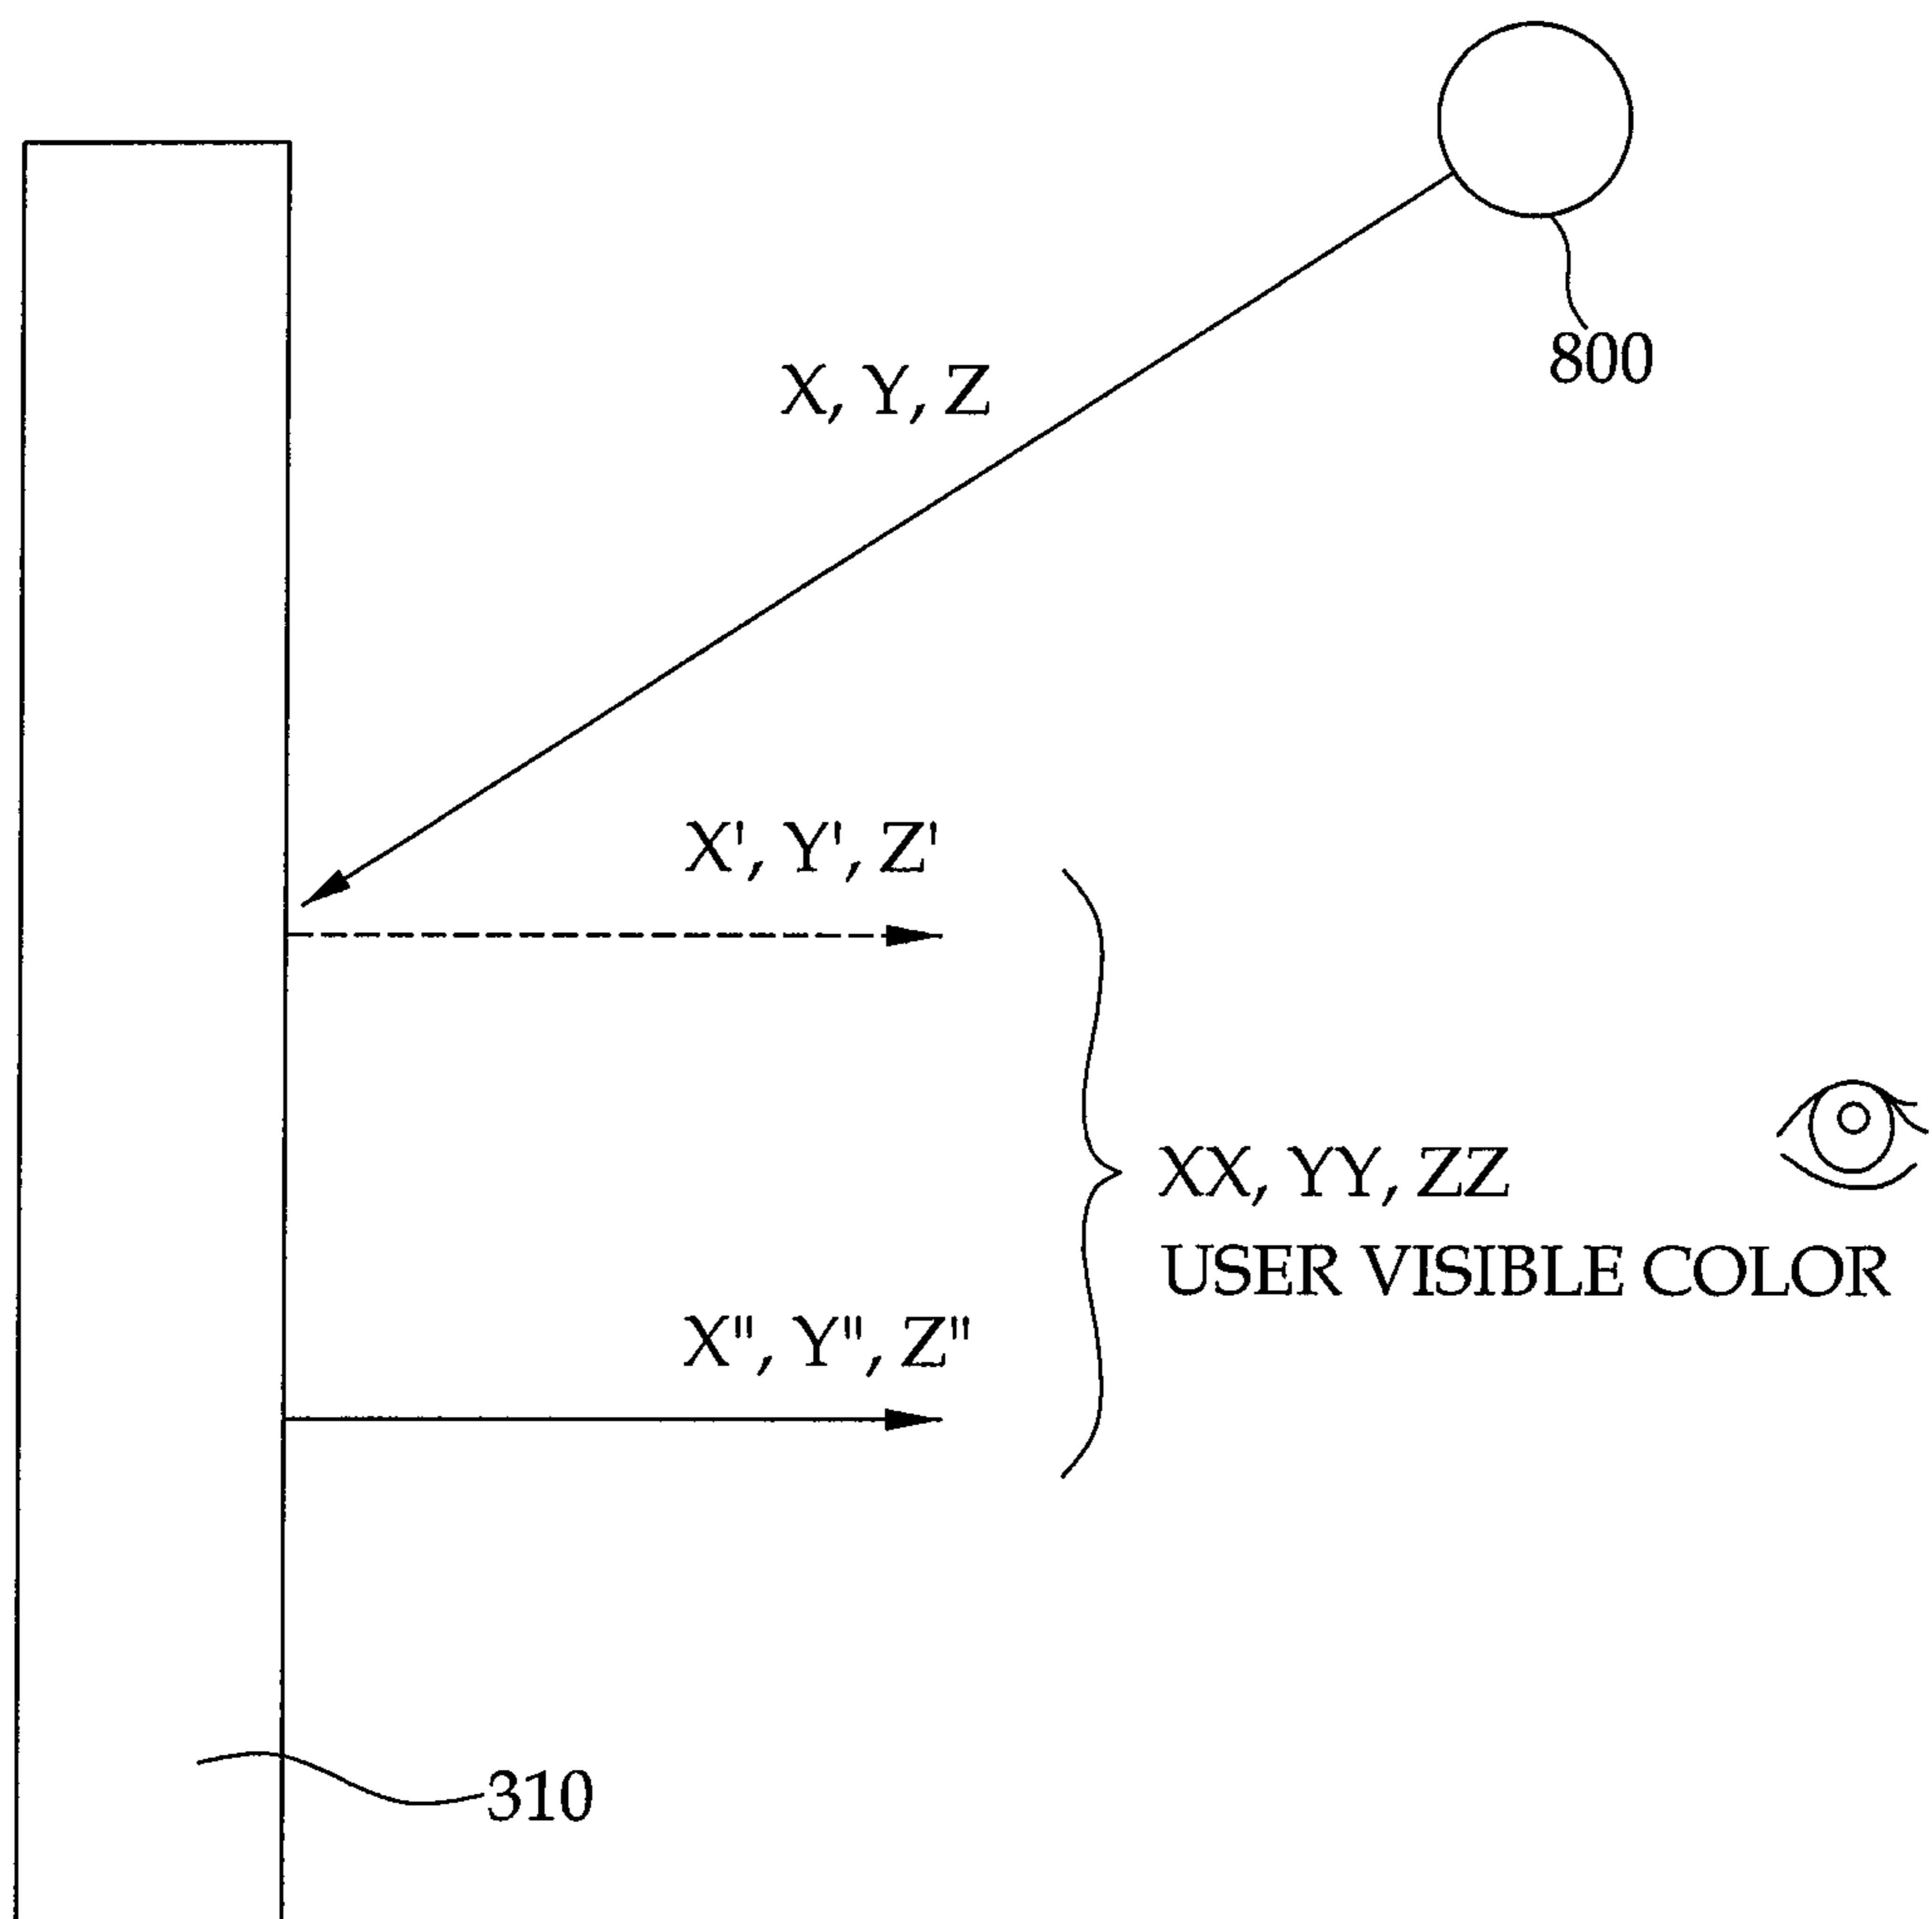 800
X, Y, Z
X', Y', Z'
XX, YY, ZZ
USER VISIBLE COLOR
X", Y", Z"
310